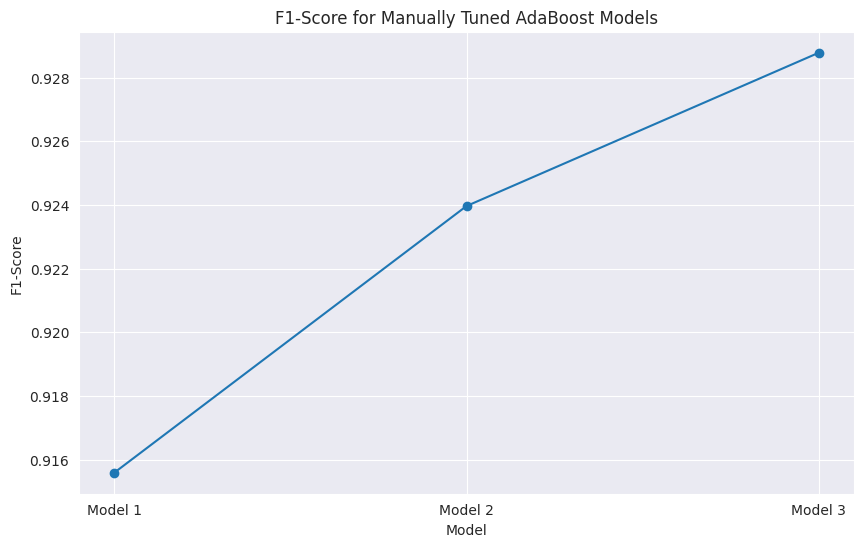 F1-Score for Manually Tuned AdaBoost Models
F1-Score
0.928
0.926
0.924
0.922
0.920
0.918
0.916
Model 1
Model 2
Model 3
Model